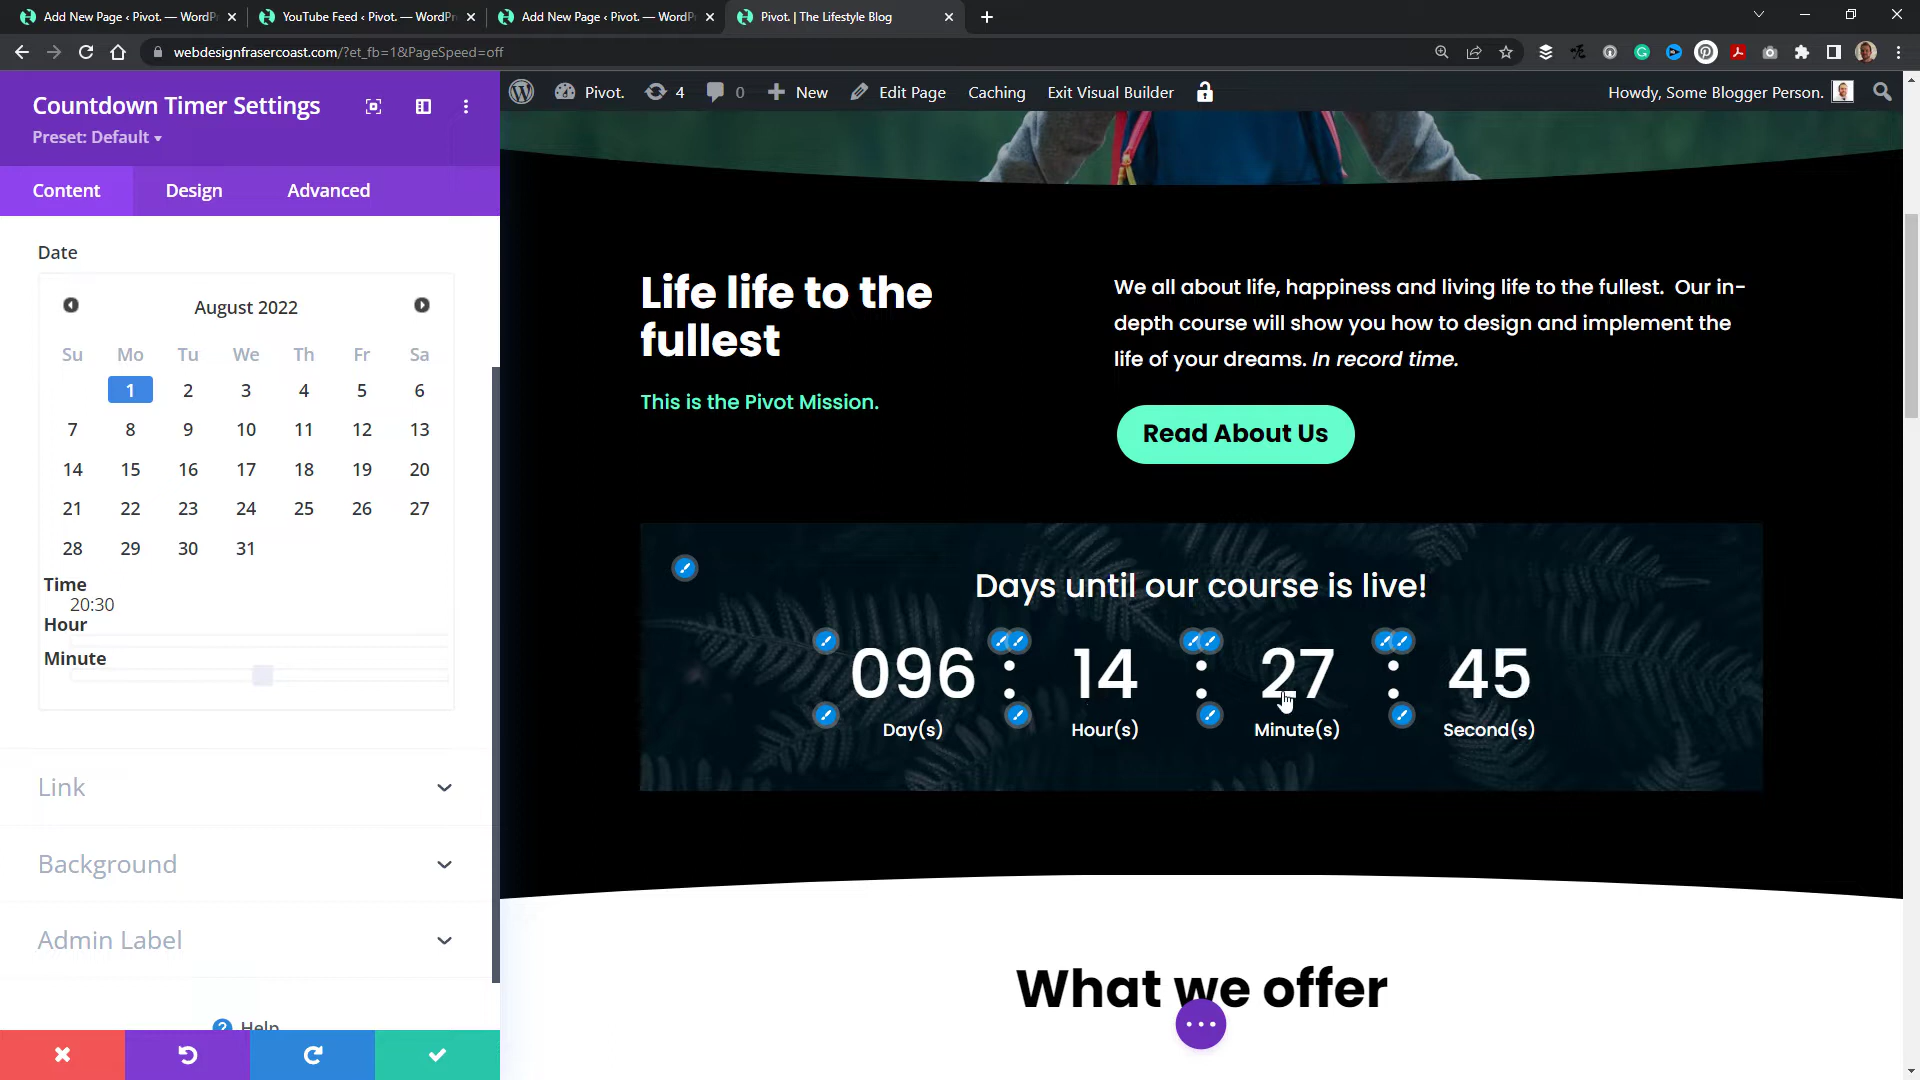 Add New Page ‹ Pivot. — WordPr
YouTube Feed ‹ Pivot. — WordPre
Add New Page ‹ Pivot. — WordPr
Pivot. | The Lifestyle Blog
webdesignfrasercoast.com/?et_fb=1&PageSpeed=off
Countdown Timer Settings
Preset: Default
Content
Design
Advanced
Date
August 2022
Su Mo Tu We Th Fr Sa
1 2 3 4 5 6
7 8 9 10 11 12 13
14 15 16 17 18 19 20
21 22 23 24 25 26 27
28 29 30 31
Time
20:30
Hour
Minute
Link
Background
Admin Label
? Help
Pivot.
4
0
New
Edit Page
Caching
Exit Visual Builder
Howdy, Some Blogger Person.
Life life to the
fullest
This is the Pivot Mission.
We all about life, happiness and living life to the fullest. Our in-
depth course will show you how to design and implement the
life of your dreams. In record time.
Read About Us
Days until our course is live!
096 : 14 : 27 : 45
Day(s) Hour(s) Minute(s) Second(s)
What we offer